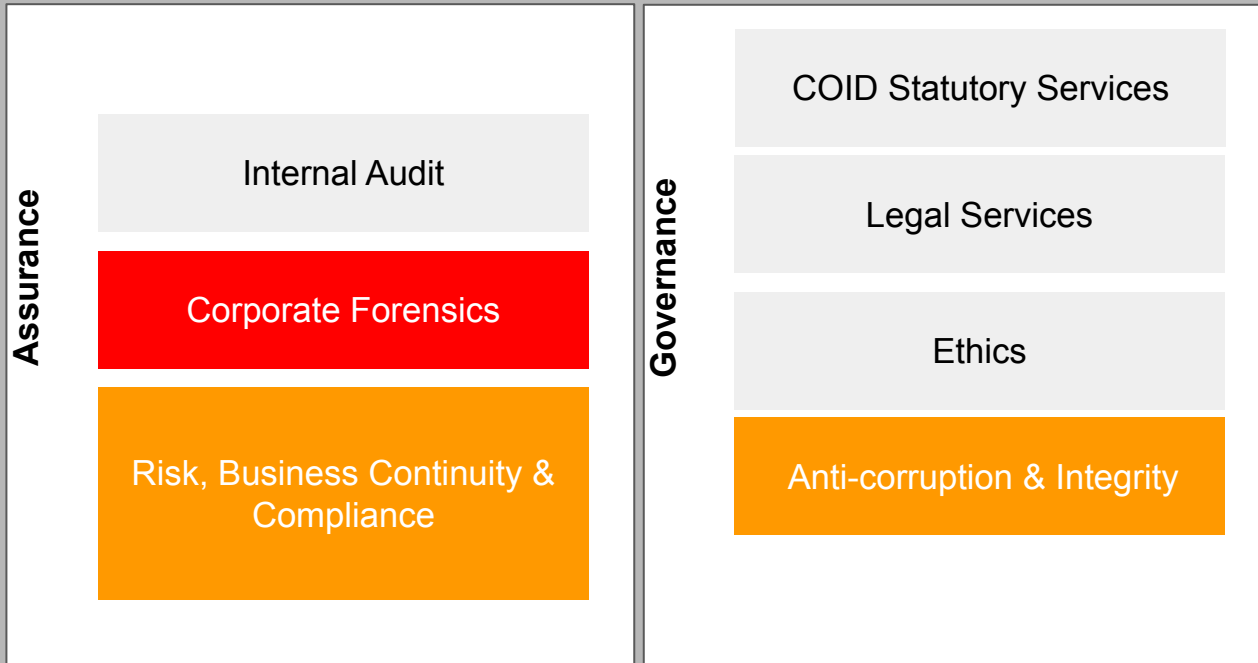 Assurance
Internal Audit
Corporate Forensics
Risk, Business Continuity &
Compliance
Governance
COID Statutory Services
Legal Services
Ethics
Anti-corruption & Integrity